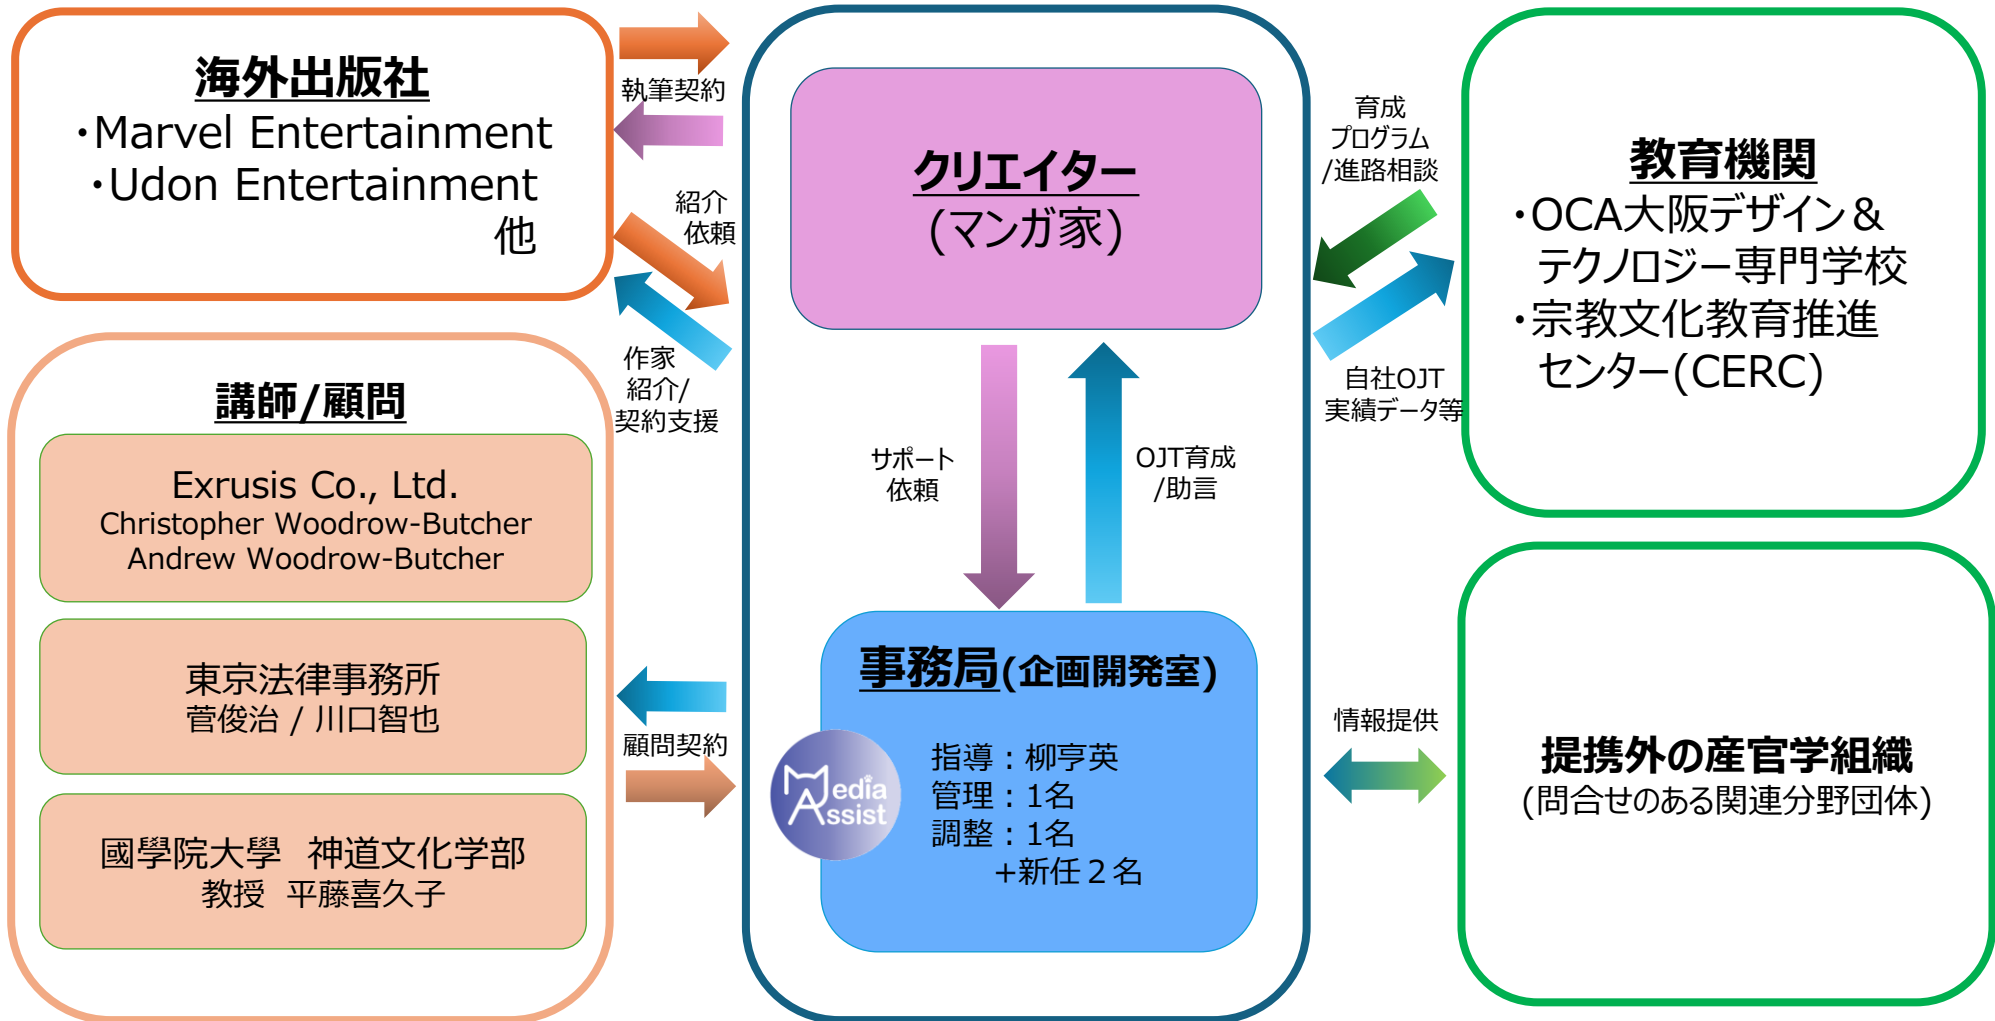 海外出版社
・Marvel Entertainment
・Udon Entertainment
他
執筆契約
紹介
依頼
作家
紹介/
契約支援
講師/顧問
Exrusis Co., Ltd.
Christopher Woodrow-Butcher
Andrew Woodrow-Butcher
東京法律事務所
菅俊治 / 川口智也
國學院大學 神道文化学部
教授 平藤喜久子
顧問契約
クリエイター
(マンガ家)
サポート
依頼
OJT育成
/助言
事務局(企画開発室)
Media
Assist
指導：柳亨英
管理：1名
調整：1名
+新任２名
育成
プログラム
/進路相談
自社OJT
実績データ等
情報提供
教育機関
・OCA大阪デザイン＆
テクノロジー専門学校
・宗教文化教育推進
センター(CERC)
提携外の産官学組織
(問合せのある関連分野団体)